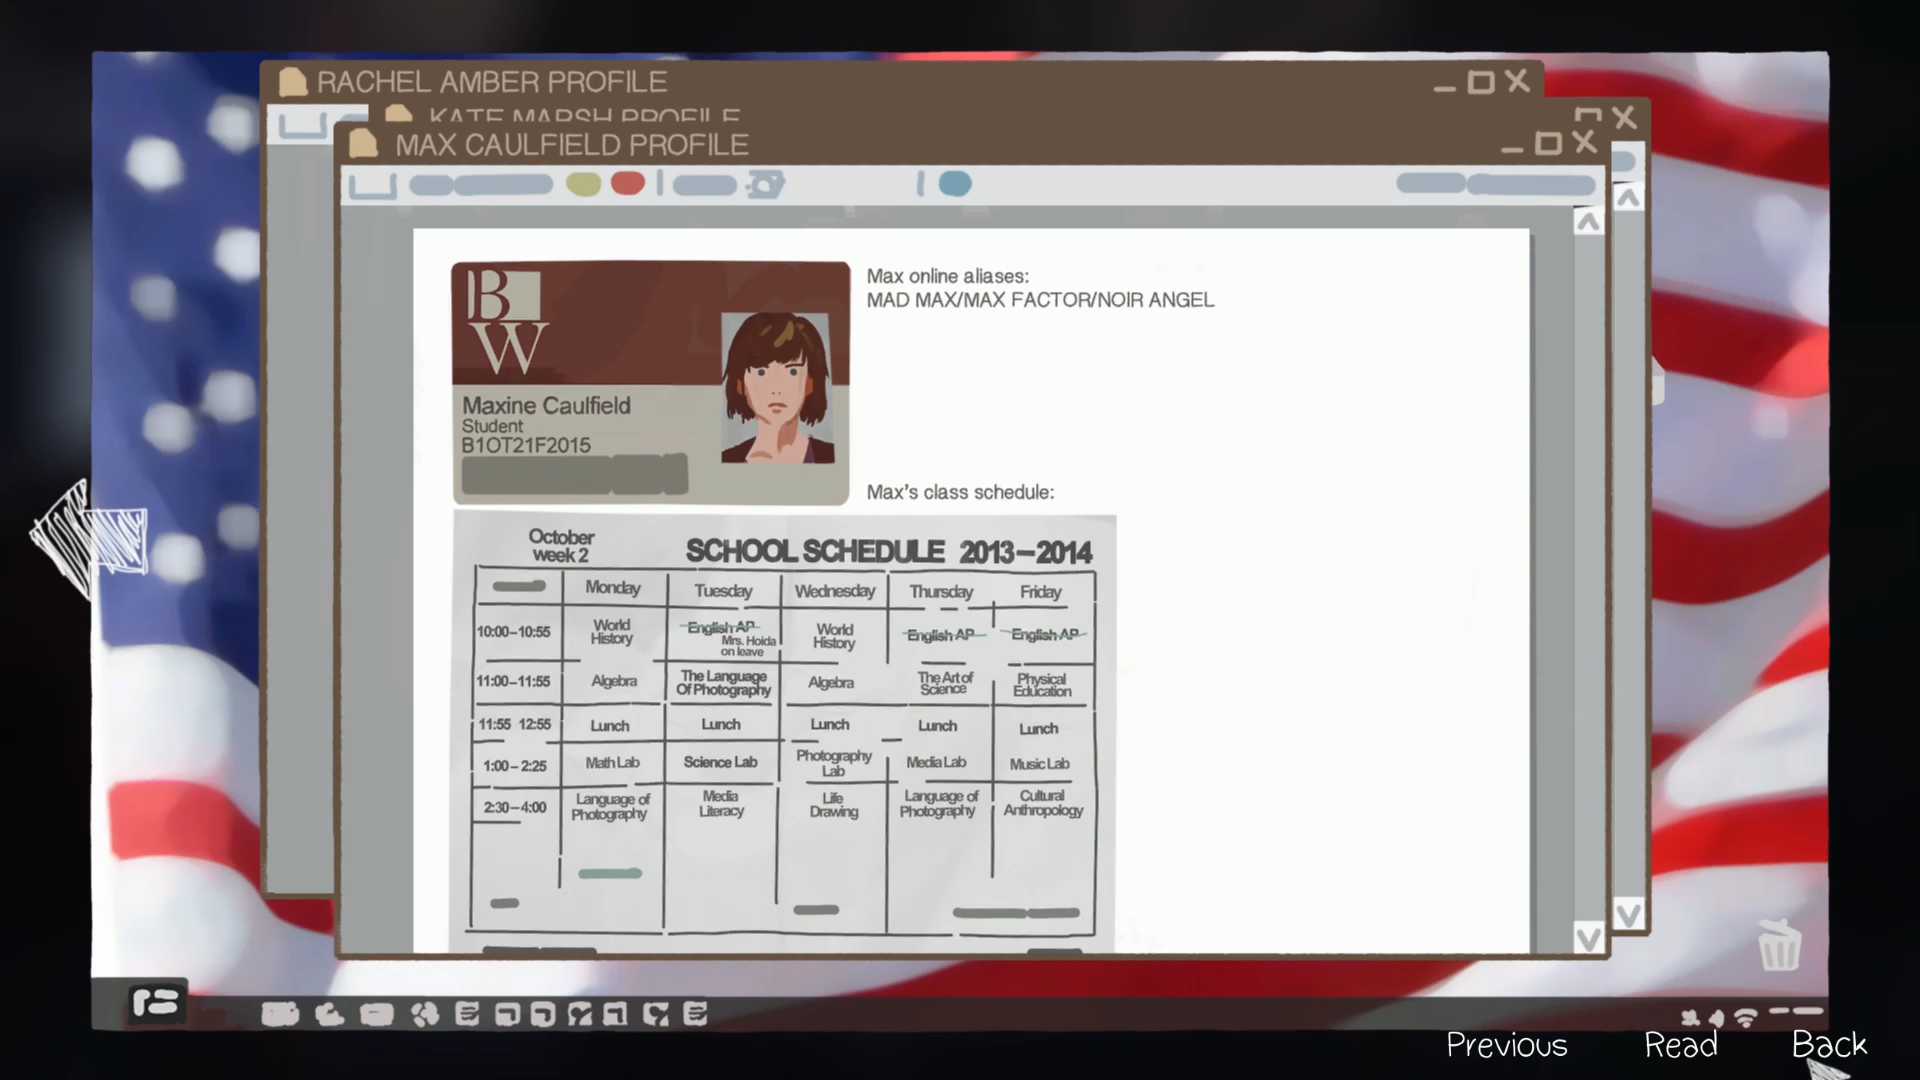 RACHEL AMBER PROFILE
KATE MARSH PROFILE
MAX CAULFIELD PROFILE
BW
Maxine Caulfield
Student
B1OT21F2015
Max online aliases:
MAD MAX/MAX FACTOR/NOIR ANGEL
Max's class schedule:
October
week 2
SCHOOL SCHEDULE 2013-2014
Monday Tuesday Wednesday Thursday Friday
10:00-10:55 World History English AP Mrs. Hoida on leave World History English AP English AP
11:00-11:55 Algebra The Language Of Photography Algebra The Art of Science Physical Education
11:55 12:55 Lunch Lunch Lunch Lunch Lunch
1:00-2:25 Math Lab Science Lab Photography Lab Media Lab Music Lab
2:30-4:00 Language of Photography Media Literacy Life Drawing Language of Photography Cultural Anthropology
Previous Read Back